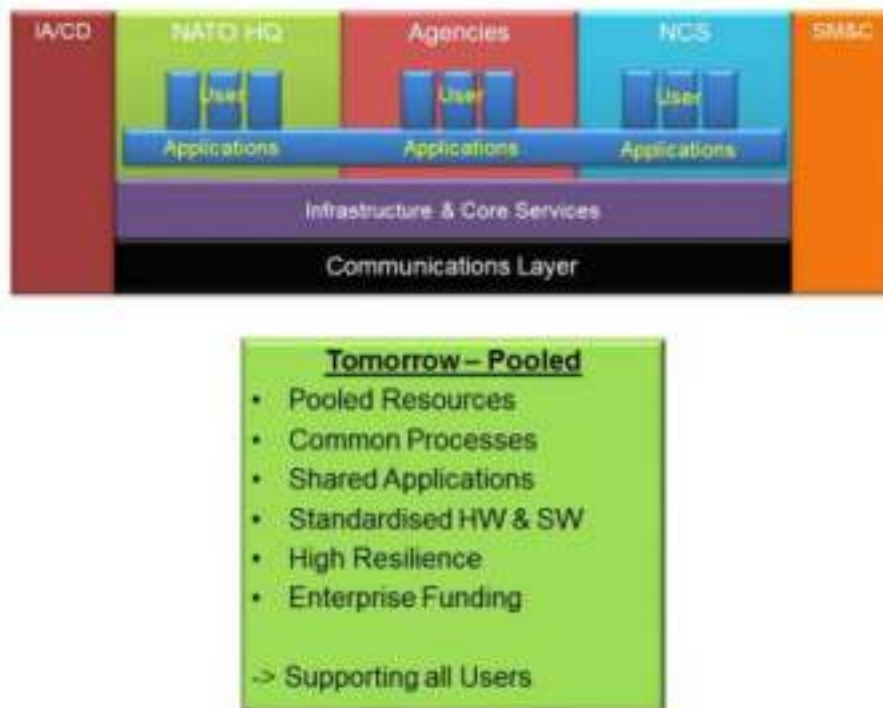 IA/CD NATO HQ Agencies NCS SM&C
User User User
Applications Applications Applications
Infrastructure & Core Services
Communications Layer
Tomorrow – Pooled
• Pooled Resources
• Common Processes
• Shared Applications
• Standardised HW & SW
• High Resilience
• Enterprise Funding
-> Supporting all Users